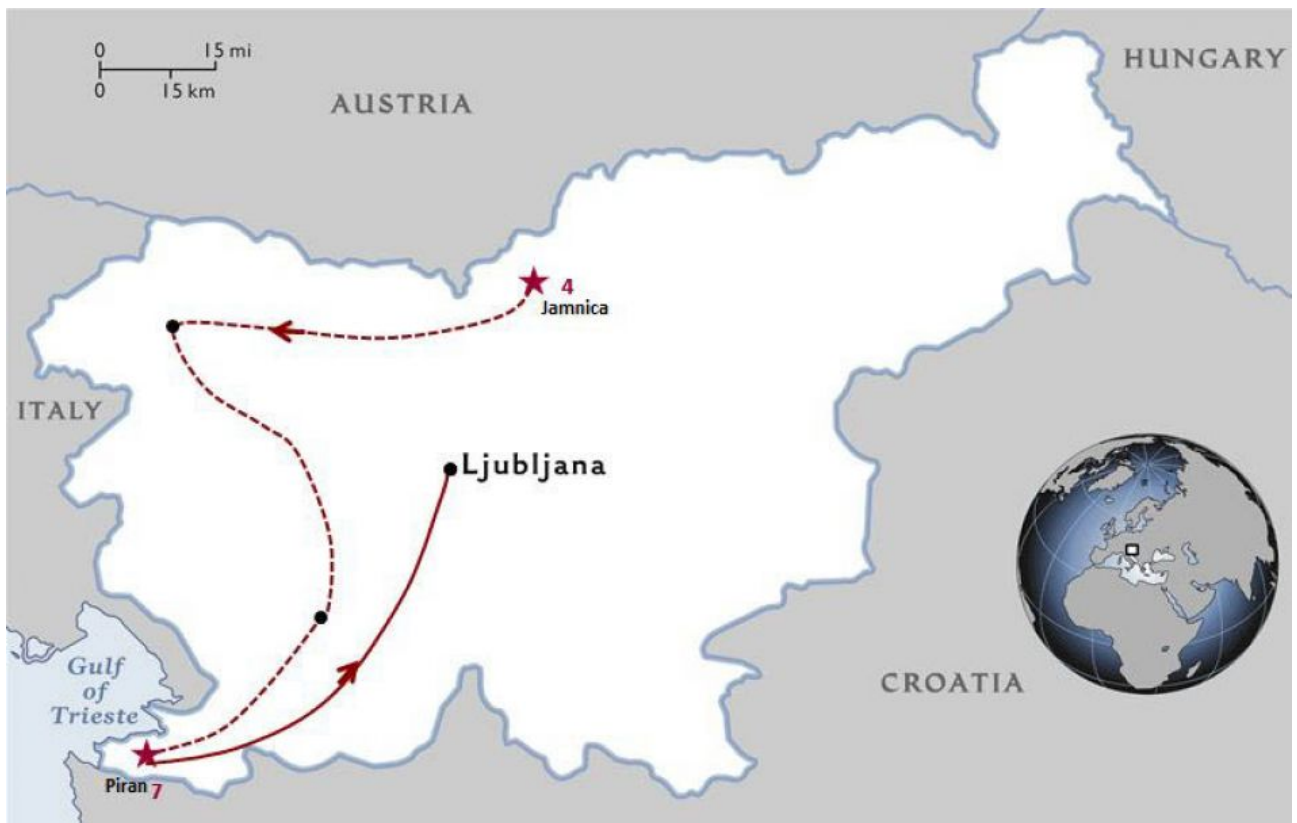 0 15 mi
0 15 km
AUSTRIA
HUNGARY
4
Jamnica
ITALY
Ljubljana
Gulf
of
Trieste
CROATIA
Piran 7